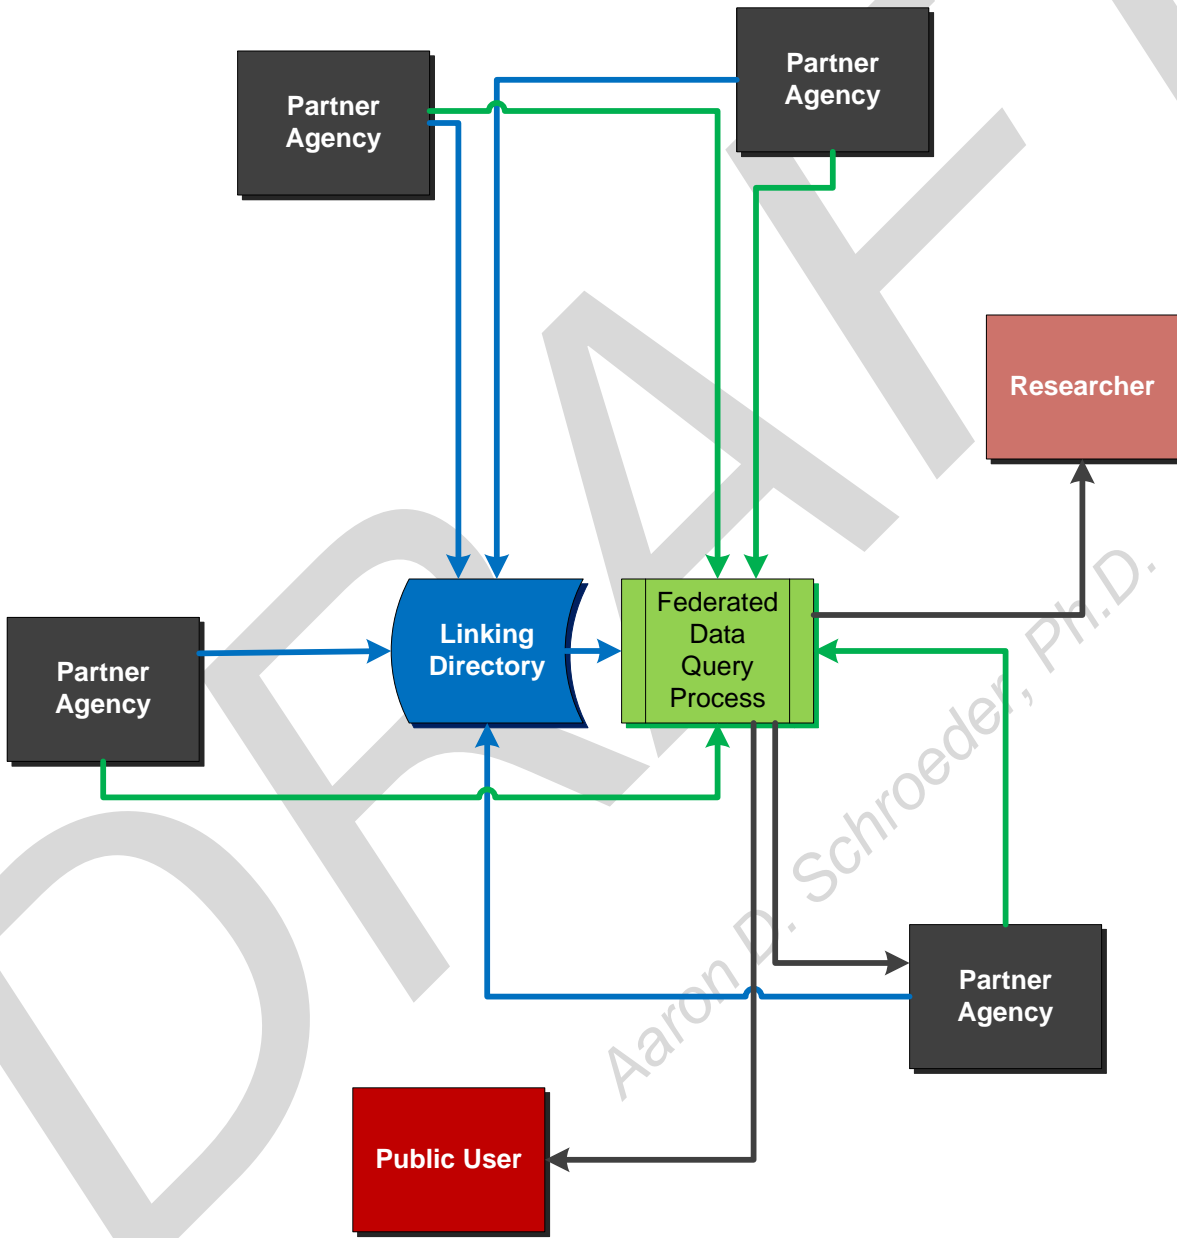 Partner
Agency
Partner
Agency
Researcher
Linking
Directory
Federated
Data
Query
Process
Partner
Agency
Partner
Agency
Public User
DRAFT
Aaron D. Schroeder, Ph.D.